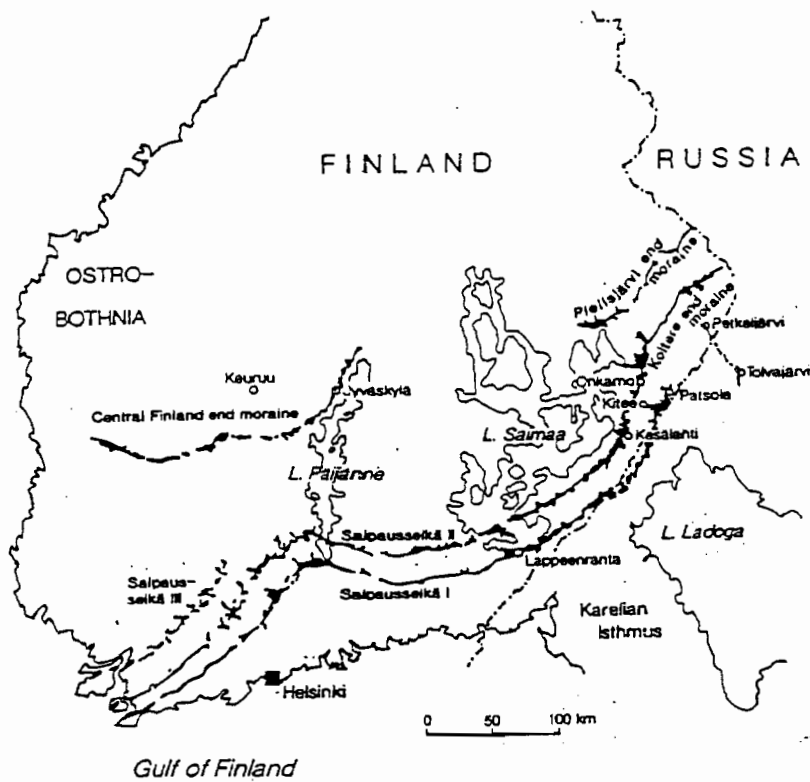 FINLAND
RUSSIA
OSTRO-
BOTHNIA
Pielisjärvi end
moraine
Koitere end
moraine
Petkeljärvi
Tolvajärvi
Onkamo
Kitee
Patsola
Kesälahti
Keuruu
Jyväskylä
Central Finland end moraine
L. Saimaa
L. Päijänne
Salpausselkä II
L. Ladoga
Salpaus-
selkä III
Salpausselkä I
Lappeenranta
Karelian
Isthmus
Helsinki
0 50 100 km
Gulf of Finland